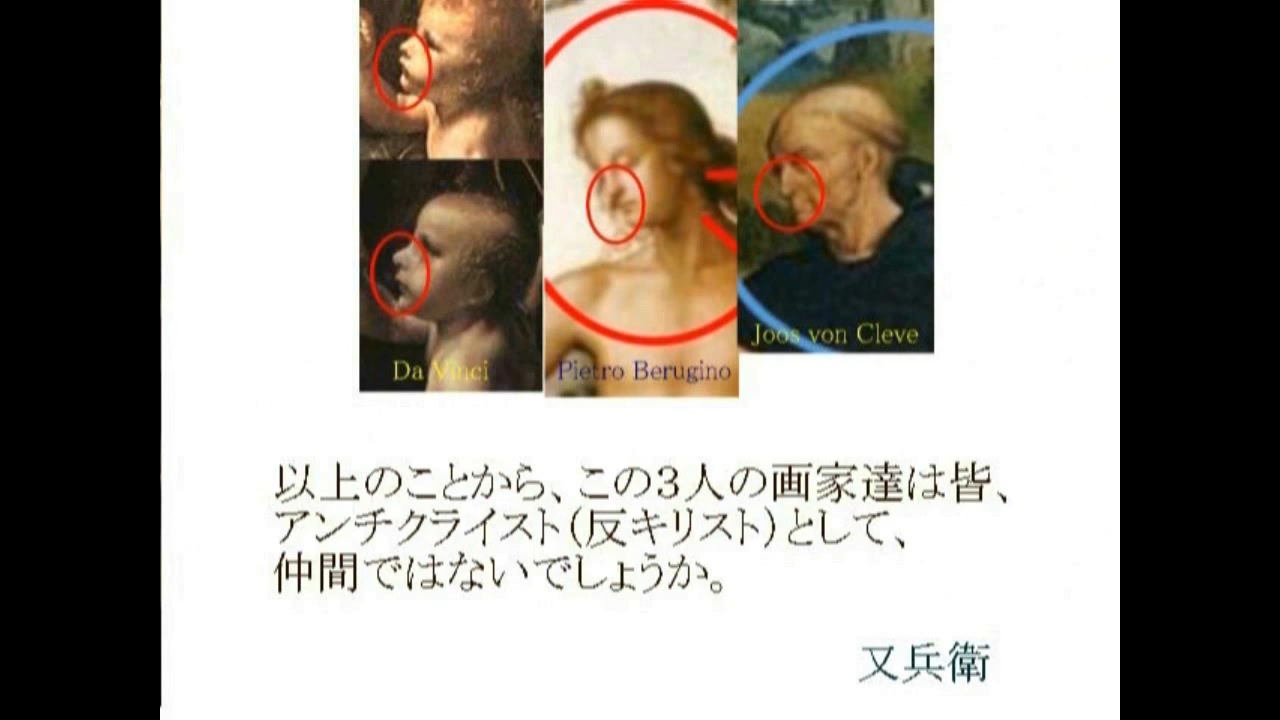 Da Vinci
Pietro Berugino
Joos von Cleve
以上のことから、この３人の画家達は皆、
アンチクライスト（反キリスト）として、
仲間ではないでしょうか。
又兵衛